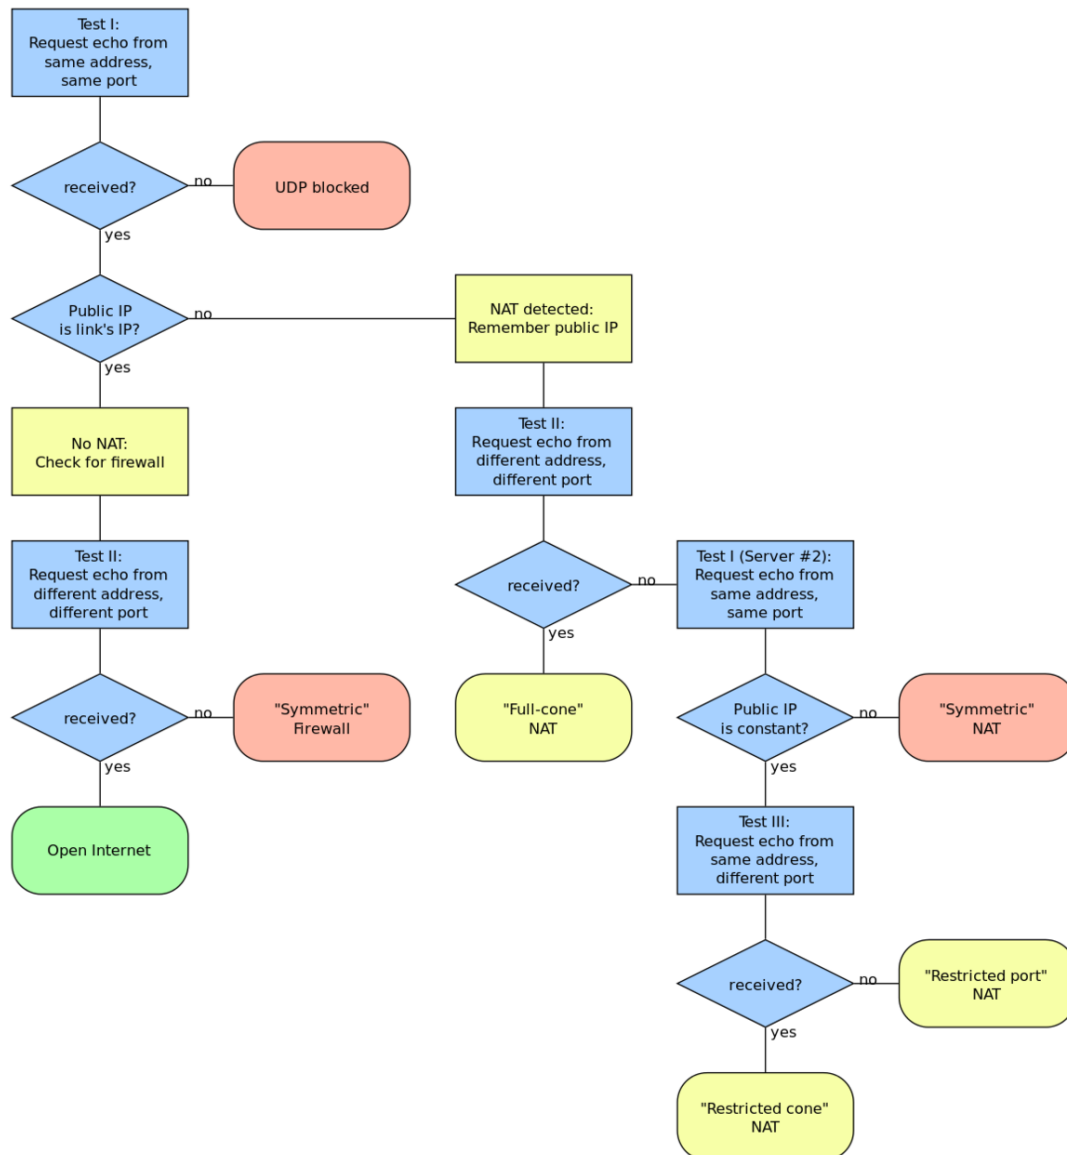 Test I:
Request echo from
same address,
same port
received?
no
UDP blocked
yes
Public IP
is link's IP?
no
NAT detected:
Remember public IP
yes
No NAT:
Check for firewall
Test II:
Request echo from
different address,
different port
Test II:
Request echo from
different address,
different port
received?
no
Test I (Server #2):
Request echo from
same address,
same port
yes
received?
no
"Symmetric"
Firewall
"Full-cone"
NAT
Public IP
is constant?
no
"Symmetric"
NAT
yes
yes
Open Internet
Test III:
Request echo from
same address,
different port
received?
no
"Restricted port"
NAT
yes
"Restricted cone"
NAT